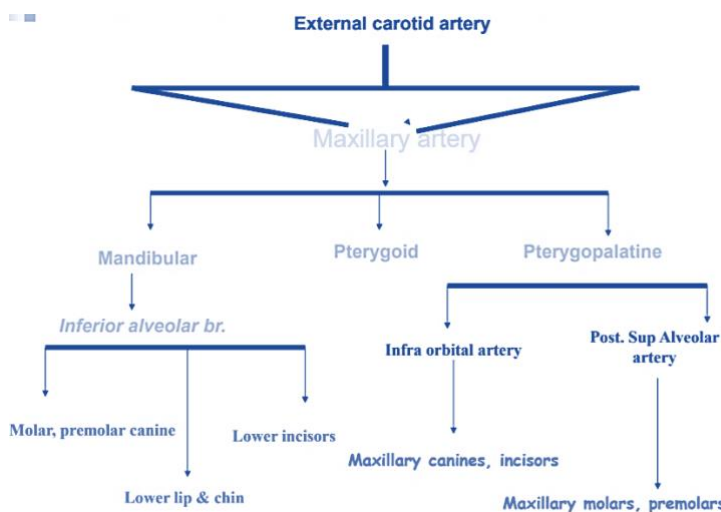 External carotid artery
Maxillary artery
Mandibular
Pterygoid
Pterygopalatine
Inferior alveolar br.
Infra orbital artery
Post. Sup Alveolar
artery
Molar, premolar canine
Lower incisors
Maxillary canines, incisors
Lower lip & chin
Maxillary molars, premolars